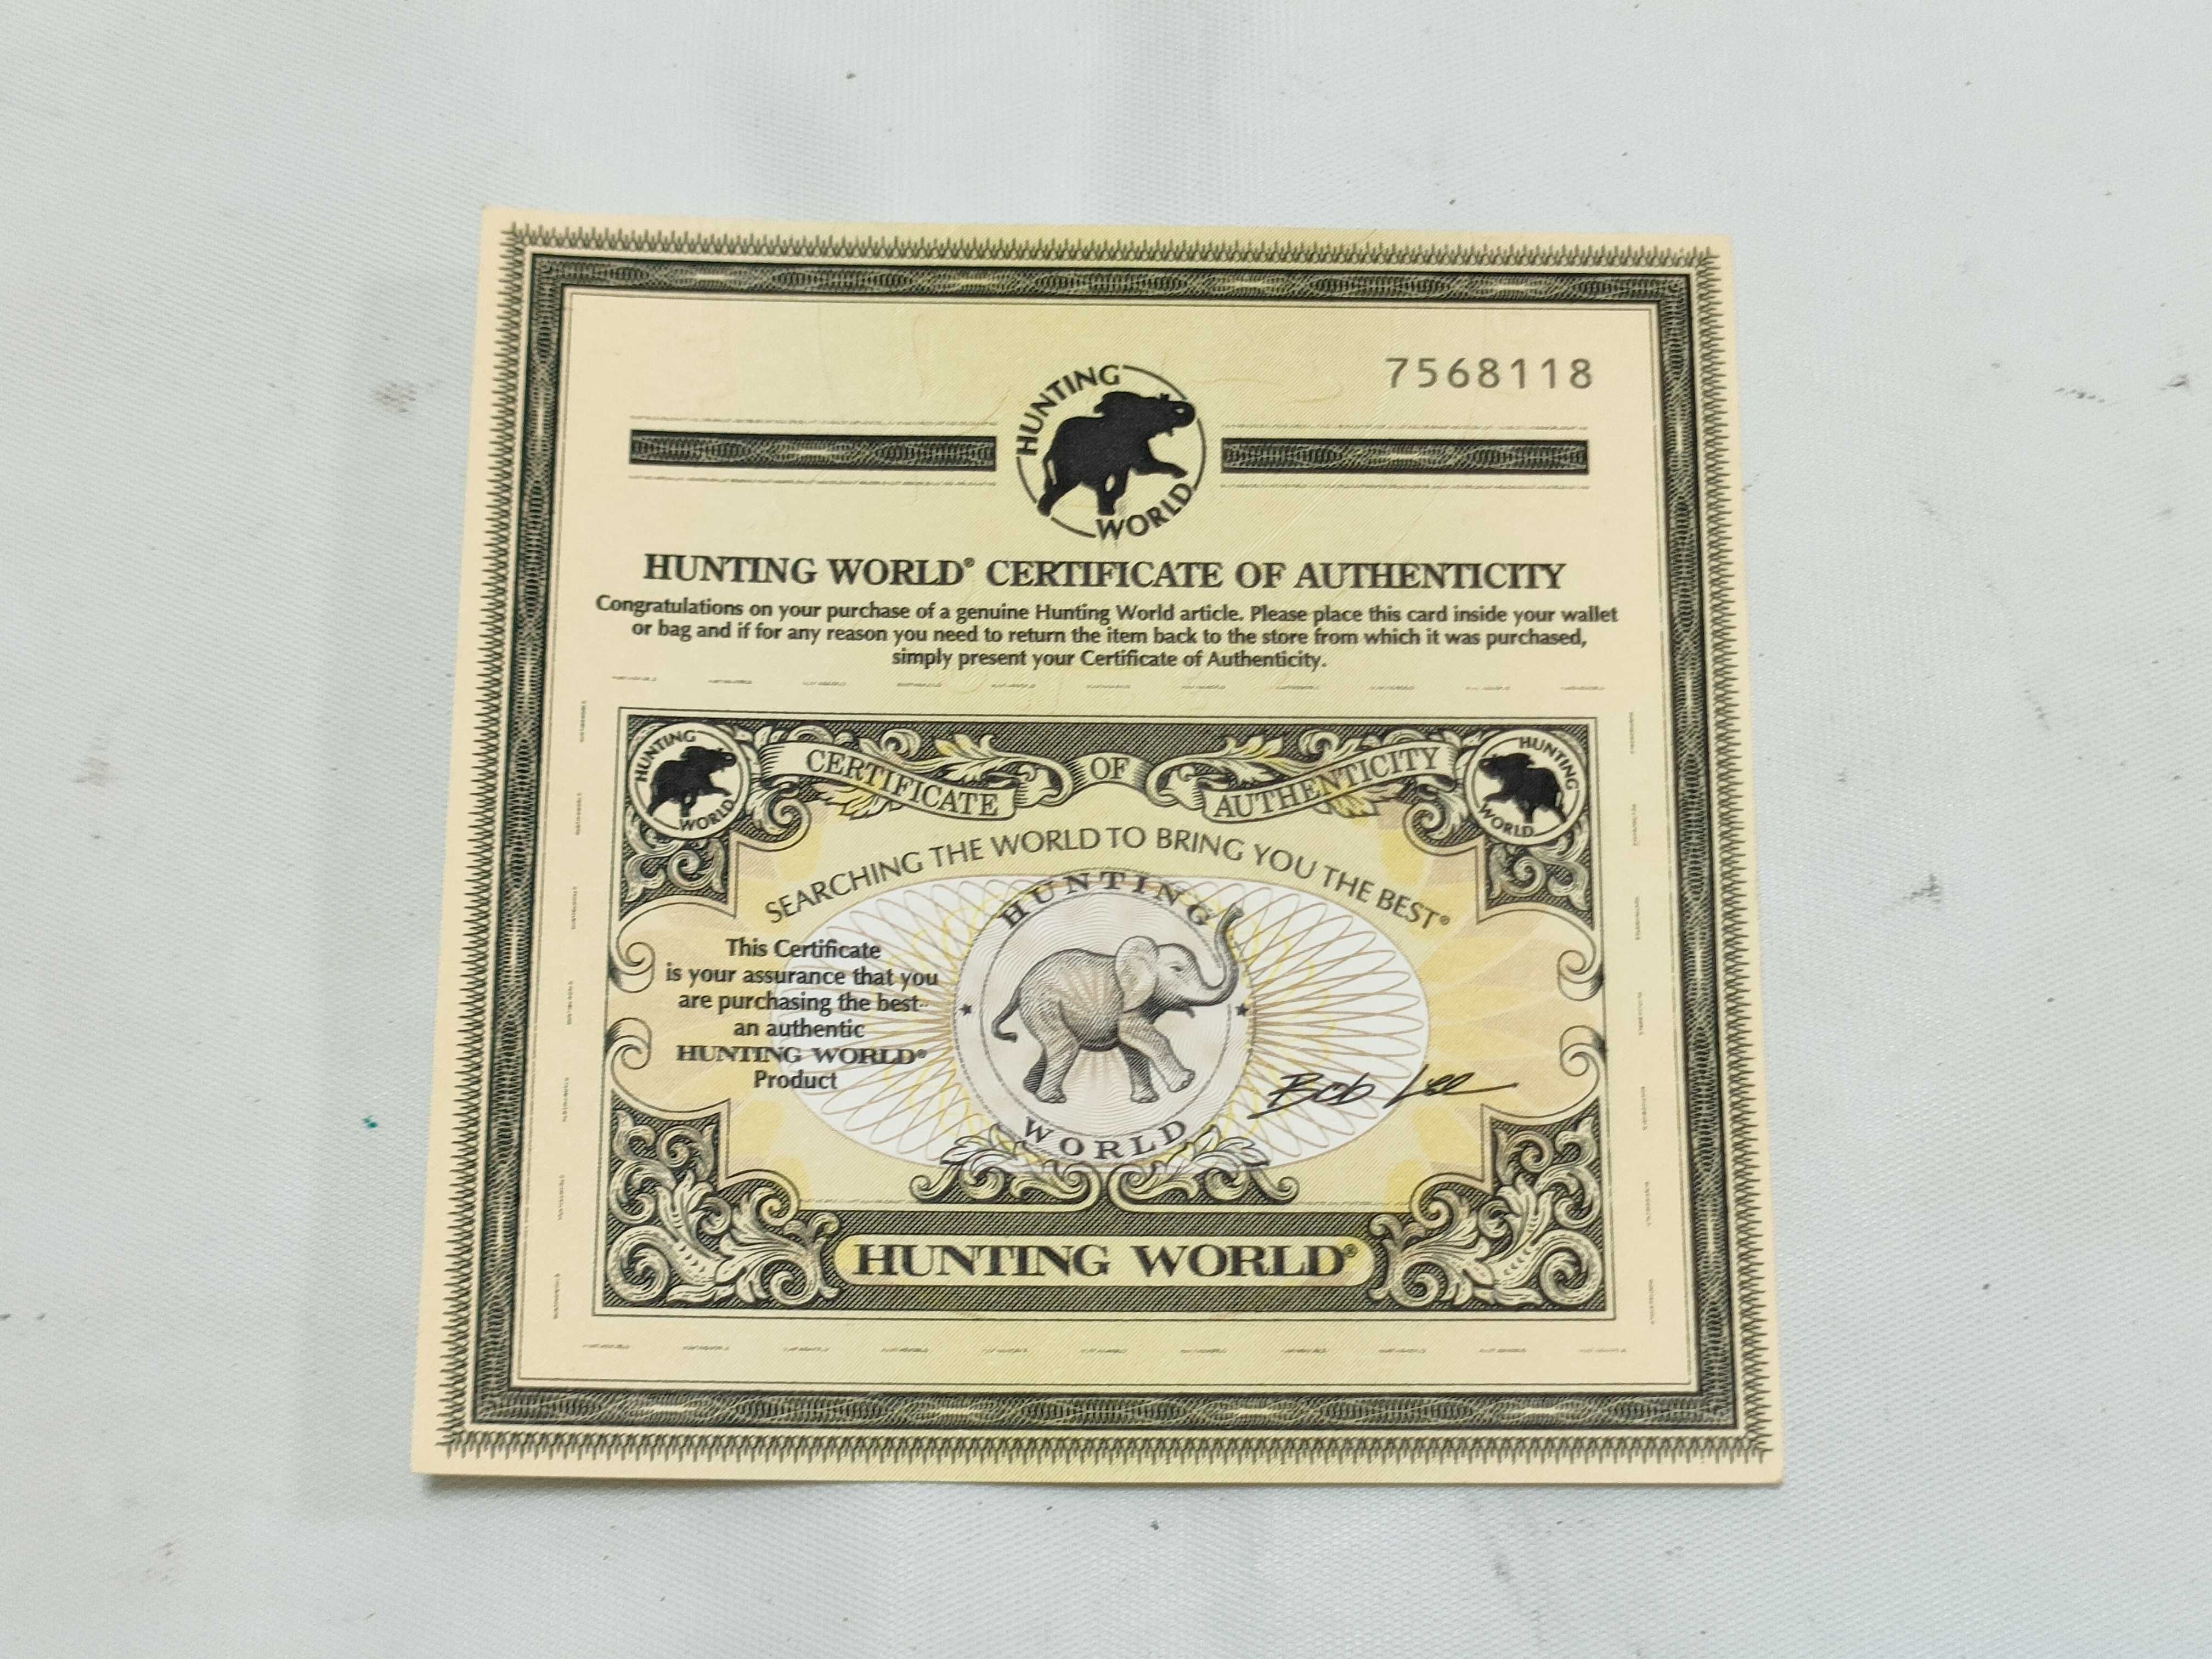 7568118
HUNTING
WORLD
HUNTING WORLD® CERTIFICATE OF AUTHENTICITY
Congratulations on your purchase of a genuine Hunting World article. Please place this card inside your wallet
or bag and if for any reason you need to return the item back to the store from which it was purchased,
simply present your Certificate of Authenticity.
HUNTING
WORLD
CERTIFICATE OF AUTHENTICITY
HUNTING
WORLD
SEARCHING THE WORLD TO BRING YOU THE BEST®
HUNTING
WORLD
This Certificate
is your assurance that you
are purchasing the best--
an authentic
HUNTING WORLD®
Product
Bob Lee
HUNTING WORLD®